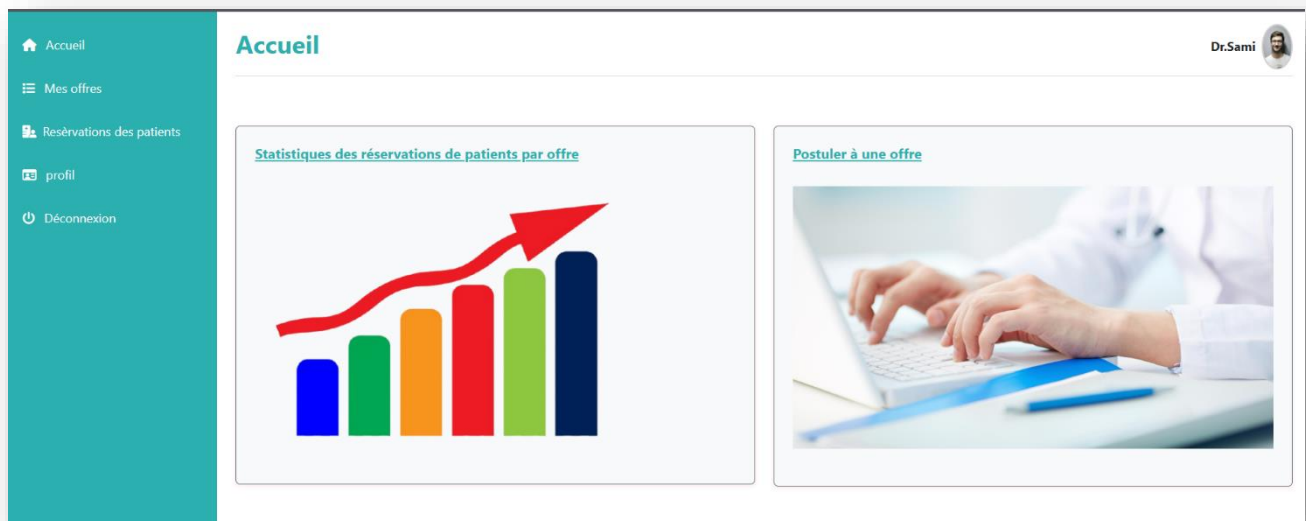 Accueil
Mes offres
Resèrvations des patients
profil
Déconnexion
Accueil
Dr.Sami
Statistiques des réservations de patients par offre
Postuler à une offre